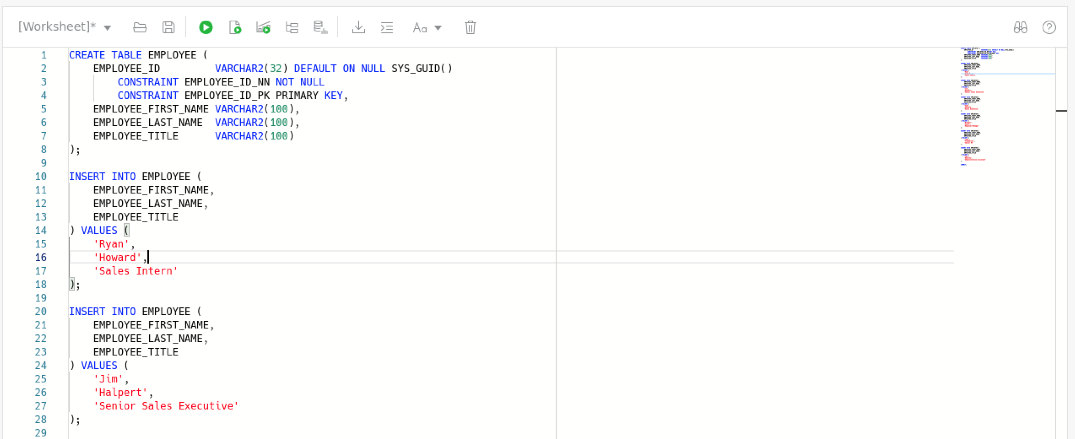 [Worksheet]*
Aa
1 CREATE TABLE EMPLOYEE (
2     EMPLOYEE_ID         VARCHAR2(32) DEFAULT ON NULL SYS_GUID()
3         CONSTRAINT EMPLOYEE_ID_NN NOT NULL
4         CONSTRAINT EMPLOYEE_ID_PK PRIMARY KEY,
5     EMPLOYEE_FIRST_NAME VARCHAR2(100),
6     EMPLOYEE_LAST_NAME  VARCHAR2(100),
7     EMPLOYEE_TITLE      VARCHAR2(100)
8 );
9
10 INSERT INTO EMPLOYEE (
11     EMPLOYEE_FIRST_NAME,
12     EMPLOYEE_LAST_NAME,
13     EMPLOYEE_TITLE
14 ) VALUES (
15     'Ryan',
16     'Howard',
17     'Sales Intern'
18 );
19
20 INSERT INTO EMPLOYEE (
21     EMPLOYEE_FIRST_NAME,
22     EMPLOYEE_LAST_NAME,
23     EMPLOYEE_TITLE
24 ) VALUES (
25     'Jim',
26     'Halpert',
27     'Senior Sales Executive'
28 );
29